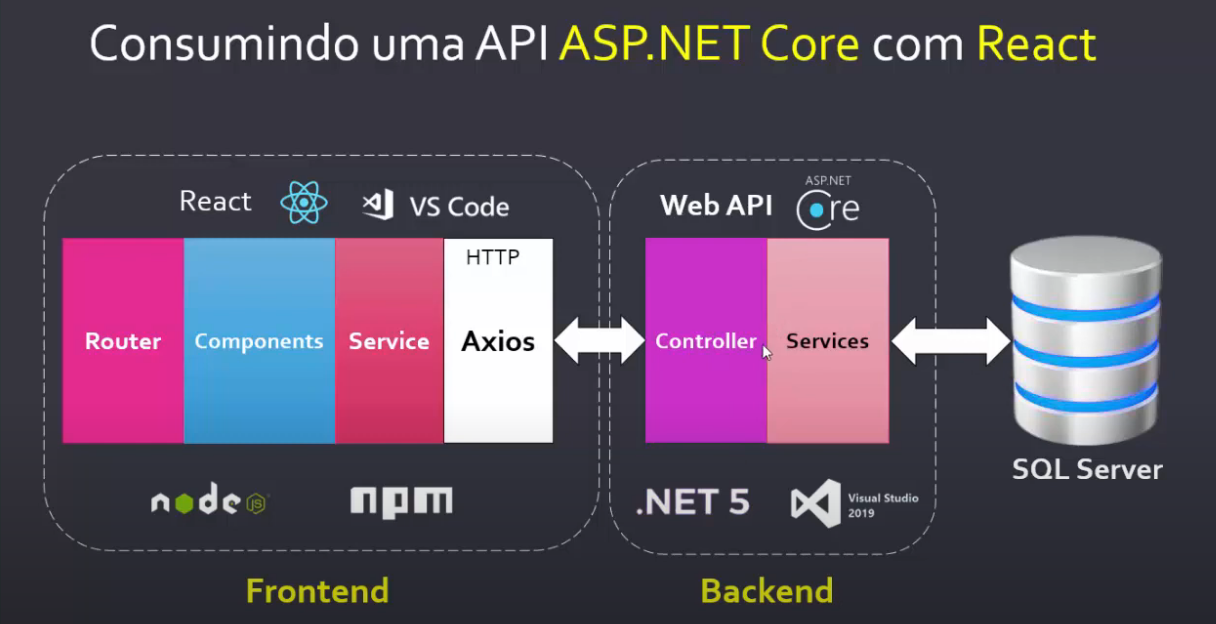 Consumindo uma API ASP.NET Core com React
React
VS Code
Web API
ASP.NET
Core
Router
Components
Service
HTTP
Axios
Controller
Services
SQL Server
node
JS
npm
.NET 5
Visual Studio
2019
Frontend
Backend